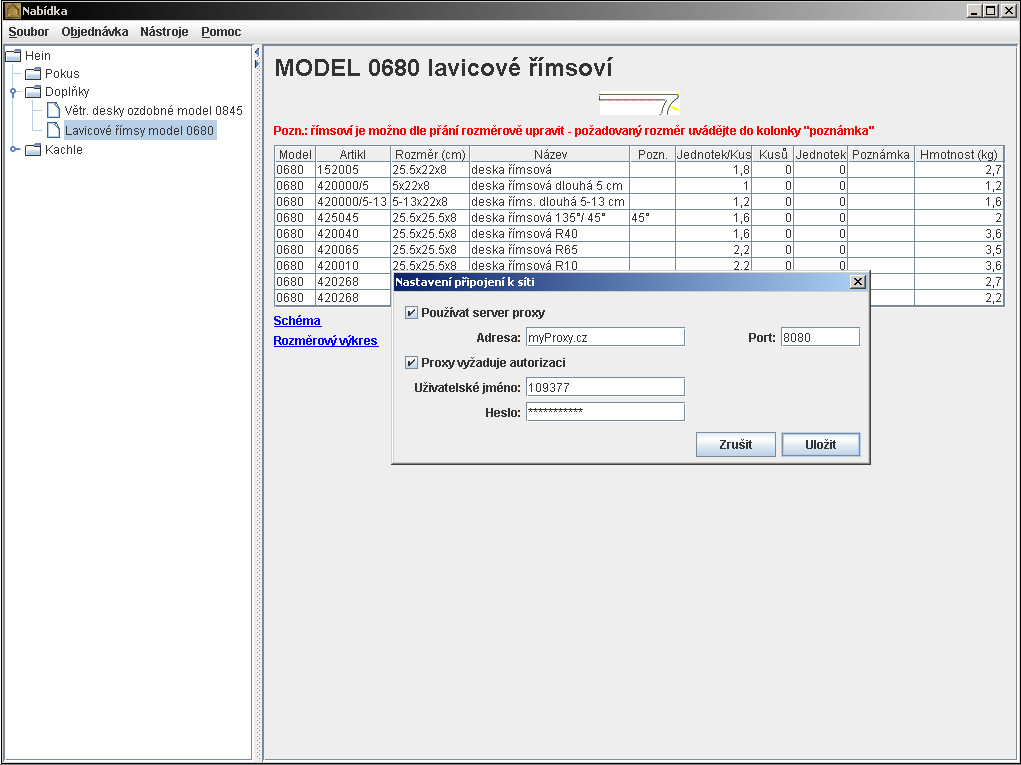 Nabídka
Soubor Objednávka Nástroje Pomoc
Hein
Pokus
Doplňky
Větr. desky ozdobné model 0845
Lavicové římsy model 0680
Kachle
MODEL 0680 lavicové římsoví
Pozn.: římsoví je možno dle přání rozměrově upravit - požadovaný rozměr uvádějte do kolonky "poznámka"
Model Artikl Rozměr (cm) Název Pozn. Jednotek/Kus Kusů Jednotek Poznámka Hmotnost (kg)
0680 152005 25.5x22x8 deska římsová 1,8 0 0 2,7
0680 420000/5 5x22x8 deska římsová dlouhá 5 cm 1 0 0 1,2
0680 420000/5-13 5-13x22x8 deska říms. dlouhá 5-13 cm 1,2 0 0 1,6
0680 425045 25.5x25.5x8 deska římsová 135°/ 45° 45° 1,6 0 0 2
0680 420040 25.5x25.5x8 deska římsová R40 1,6 0 0 3,6
0680 420065 25.5x25.5x8 deska římsová R65 2,2 0 0 3,5
0680 420010 25.5x25.5x8 deska římsová R10 2,2 0 0 3,6
0680 420268 2,7
0680 420268 2,2
Schéma
Rozměrový výkres
Nastavení připojení k síti
Používat server proxy
Adresa: myProxy.cz Port: 8080
Proxy vyžaduje autorizaci
Uživatelské jméno: 109377
Heslo: ***********
Zrušit Uložit